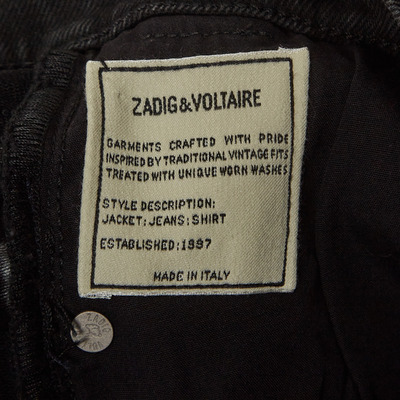 ZADIG&VOLTAIRE
GARMENTS CRAFTED WITH PRIDE
INSPIRED BY TRADITIONAL VINTAGE FITS
TREATED WITH UNIQUE WORN WASHES
STYLE DESCRIPTION:
JACKET:JEANS:SHIRT
ESTABLISHED:1997
MADE IN ITALY
ZADIG